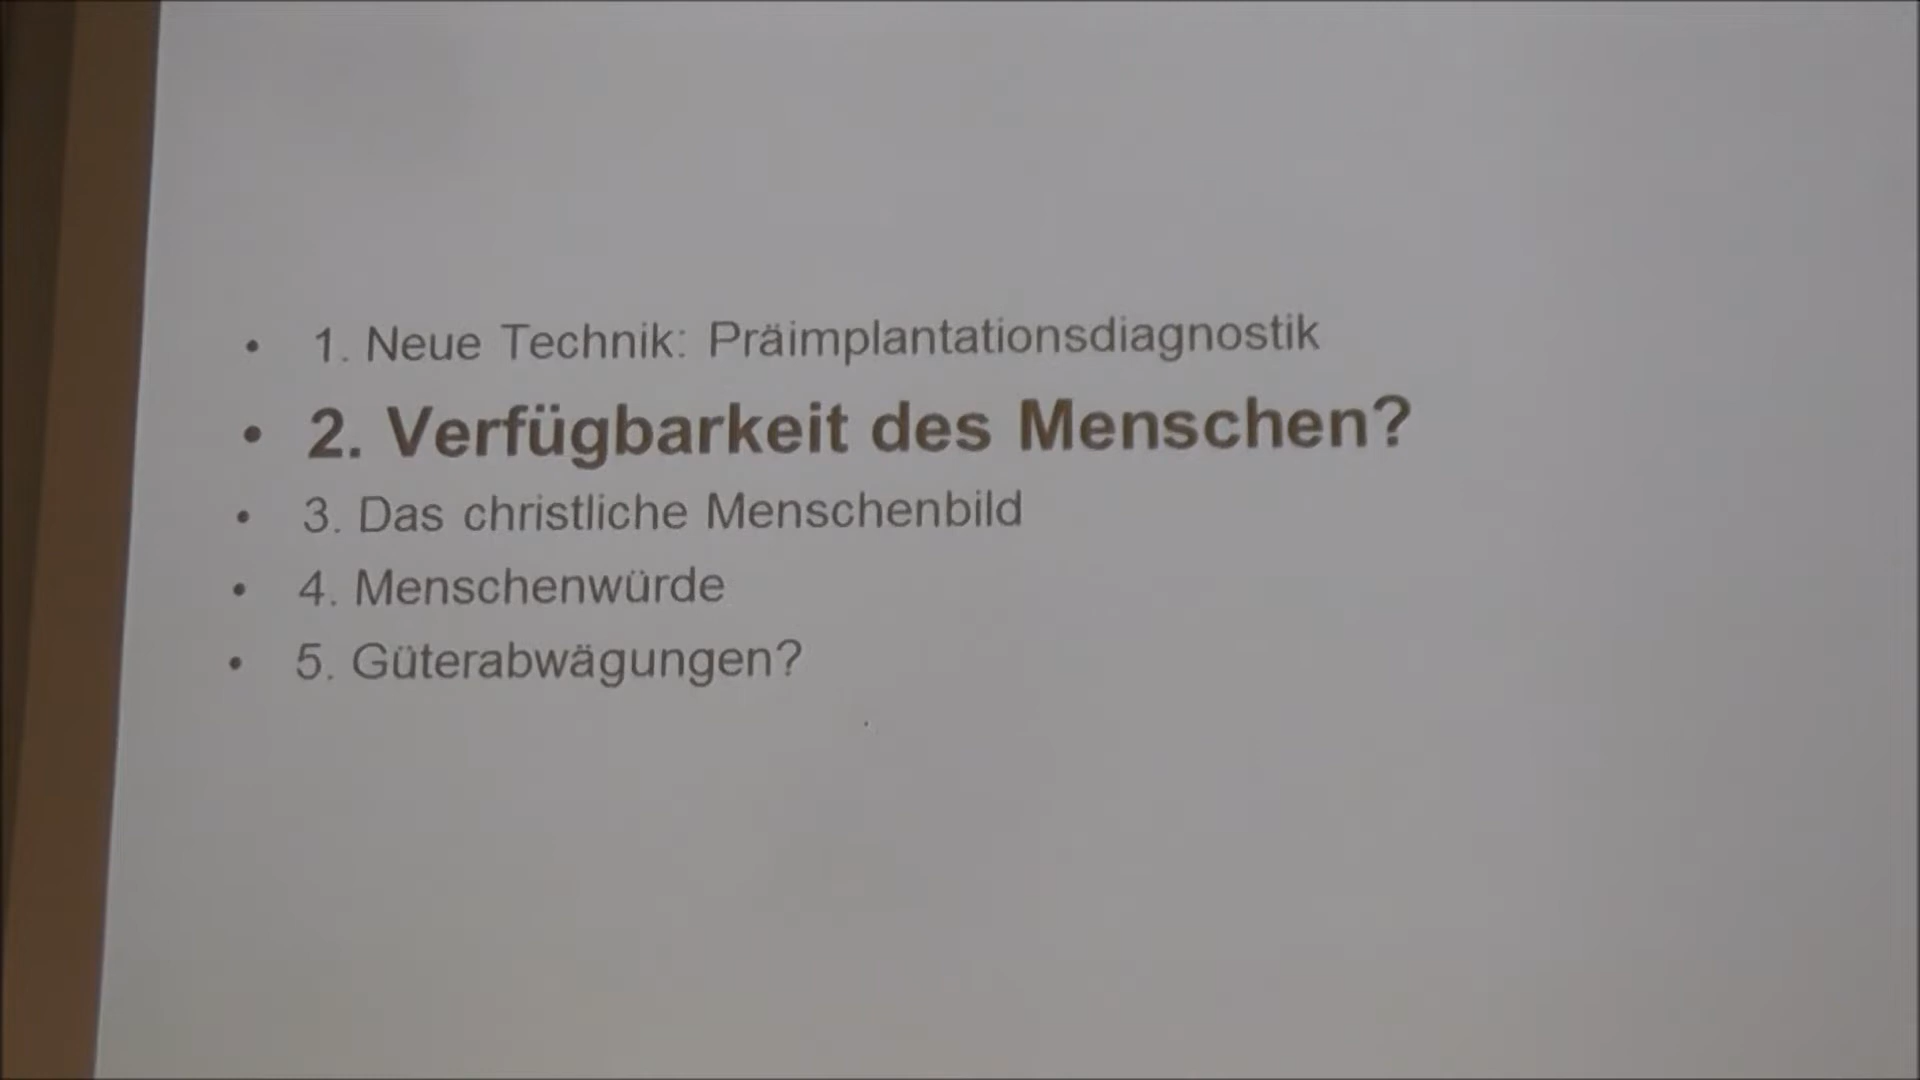 • 1. Neue Technik: Präimplantationsdiagnostik
• 2. Verfügbarkeit des Menschen?
• 3. Das christliche Menschenbild
• 4. Menschenwürde
• 5. Güterabwägungen?